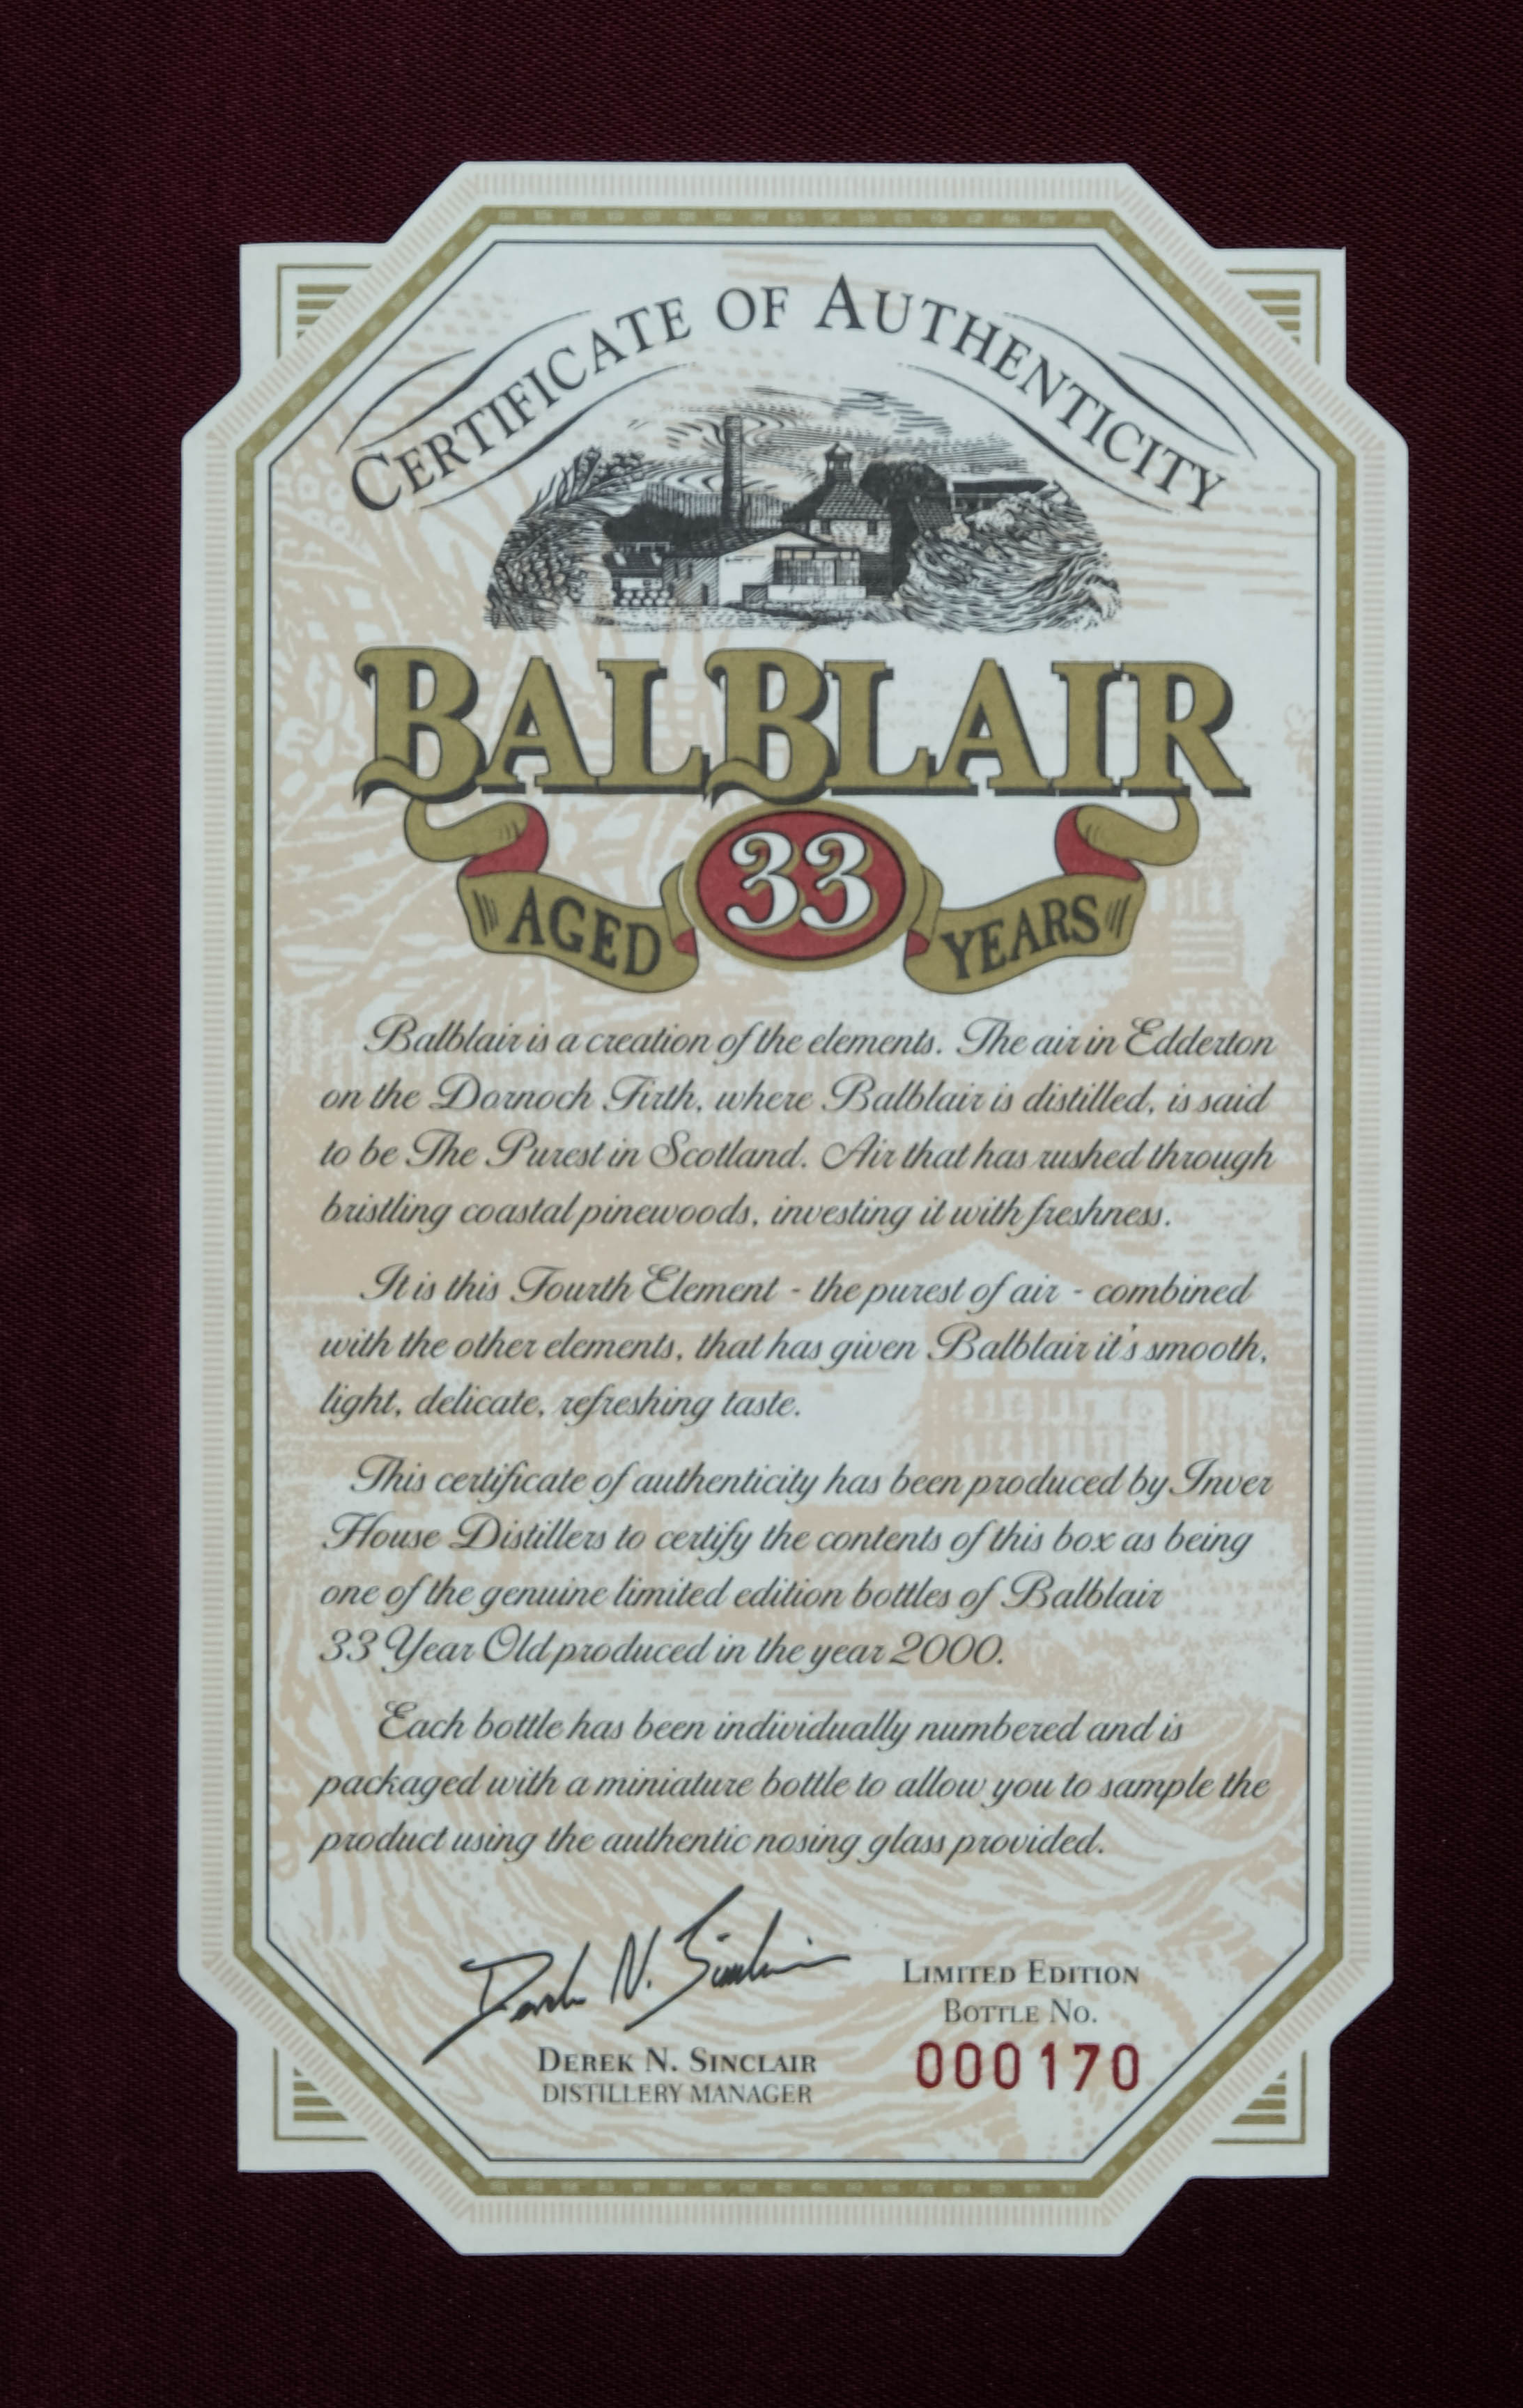 CERTIFICATE OF AUTHENTICITY
BALBLAIR
AGED 33 YEARS
Balblair is a creation of the elements. The air in Edderton
on the Dornoch Firth, where Balblair is distilled, is said
to be The Purest in Scotland. Air that has rushed through
bristling coastal pinewoods, investing it with freshness.
It is this Fourth Element - the purest of air - combined
with the other elements, that has given Balblair it's smooth,
light, delicate, refreshing taste.
This certificate of authenticity has been produced by Inver
House Distillers to certify the contents of this box as being
one of the genuine limited edition bottles of Balblair
33 Year Old produced in the year 2000.
Each bottle has been individually numbered and is
packaged with a miniature bottle to allow you to sample the
product using the authentic nosing glass provided.
Derek N. Sinclair
DEREK N. SINCLAIR
DISTILLERY MANAGER
LIMITED EDITION
BOTTLE NO.
000170